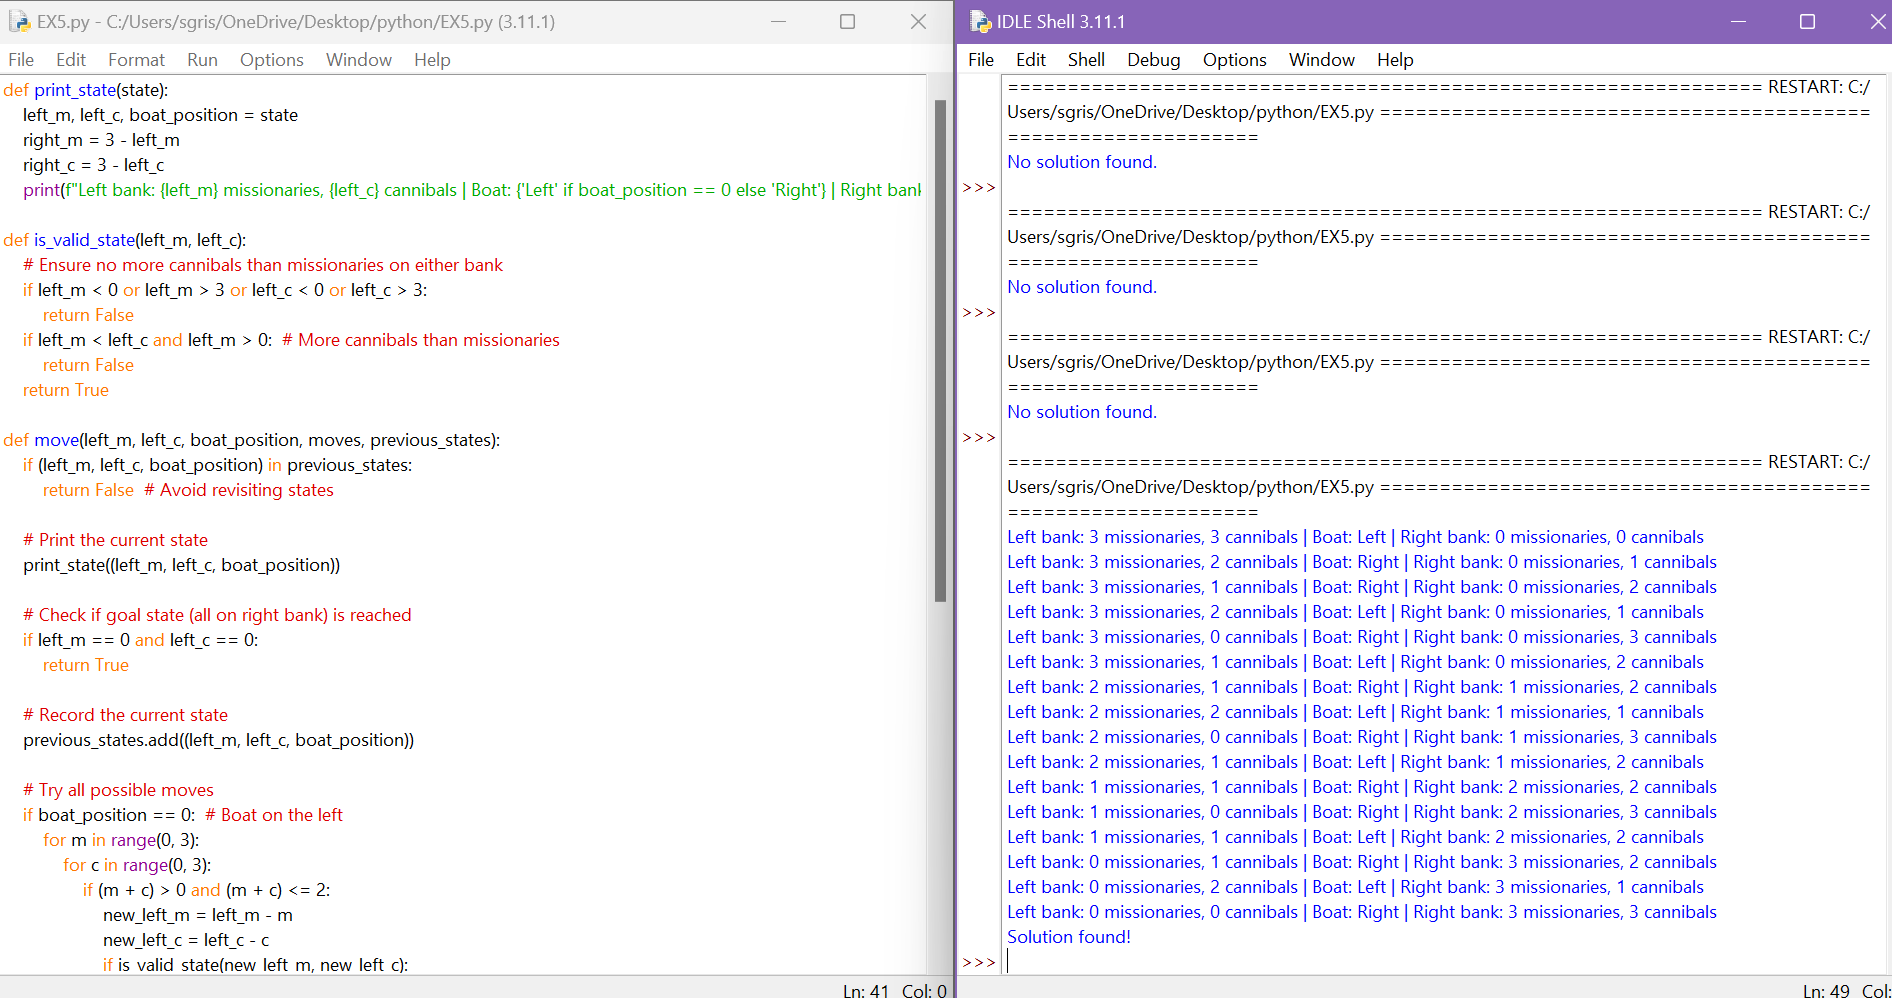 EX5.py - C:/Users/sgris/OneDrive/Desktop/python/EX5.py (3.11.1)
File Edit Format Run Options Window Help
def print_state(state):
    left_m, left_c, boat_position = state
    right_m = 3 - left_m
    right_c = 3 - left_c
    print(f"Left bank: {left_m} missionaries, {left_c} cannibals | Boat: {'Left' if boat_position == 0 else 'Right'} | Right bank

def is_valid_state(left_m, left_c):
    # Ensure no more cannibals than missionaries on either bank
    if left_m < 0 or left_m > 3 or left_c < 0 or left_c > 3:
        return False
    if left_m < left_c and left_m > 0:  # More cannibals than missionaries
        return False
    return True

def move(left_m, left_c, boat_position, moves, previous_states):
    if (left_m, left_c, boat_position) in previous_states:
        return False  # Avoid revisiting states

    # Print the current state
    print_state((left_m, left_c, boat_position))

    # Check if goal state (all on right bank) is reached
    if left_m == 0 and left_c == 0:
        return True

    # Record the current state
    previous_states.add((left_m, left_c, boat_position))

    # Try all possible moves
    if boat_position == 0:  # Boat on the left
        for m in range(0, 3):
            for c in range(0, 3):
                if (m + c) > 0 and (m + c) <= 2:
                    new_left_m = left_m - m
                    new_left_c = left_c - c
                    if is_valid_state(new_left_m, new_left_c):
Ln: 41 Col: 0
IDLE Shell 3.11.1
File Edit Shell Debug Options Window Help
=============================================================== RESTART: C:/
Users/sgris/OneDrive/Desktop/python/EX5.py =========================================
=====================
No solution found.
>>>
=============================================================== RESTART: C:/
Users/sgris/OneDrive/Desktop/python/EX5.py =========================================
=====================
No solution found.
>>>
=============================================================== RESTART: C:/
Users/sgris/OneDrive/Desktop/python/EX5.py =========================================
=====================
No solution found.
>>>
=============================================================== RESTART: C:/
Users/sgris/OneDrive/Desktop/python/EX5.py =========================================
=====================
Left bank: 3 missionaries, 3 cannibals | Boat: Left | Right bank: 0 missionaries, 0 cannibals
Left bank: 3 missionaries, 2 cannibals | Boat: Right | Right bank: 0 missionaries, 1 cannibals
Left bank: 3 missionaries, 1 cannibals | Boat: Right | Right bank: 0 missionaries, 2 cannibals
Left bank: 3 missionaries, 2 cannibals | Boat: Left | Right bank: 0 missionaries, 1 cannibals
Left bank: 3 missionaries, 0 cannibals | Boat: Right | Right bank: 0 missionaries, 3 cannibals
Left bank: 3 missionaries, 1 cannibals | Boat: Left | Right bank: 0 missionaries, 2 cannibals
Left bank: 2 missionaries, 1 cannibals | Boat: Right | Right bank: 1 missionaries, 2 cannibals
Left bank: 2 missionaries, 2 cannibals | Boat: Left | Right bank: 1 missionaries, 1 cannibals
Left bank: 2 missionaries, 0 cannibals | Boat: Right | Right bank: 1 missionaries, 3 cannibals
Left bank: 2 missionaries, 1 cannibals | Boat: Left | Right bank: 1 missionaries, 2 cannibals
Left bank: 1 missionaries, 1 cannibals | Boat: Right | Right bank: 2 missionaries, 2 cannibals
Left bank: 1 missionaries, 0 cannibals | Boat: Right | Right bank: 2 missionaries, 3 cannibals
Left bank: 1 missionaries, 1 cannibals | Boat: Left | Right bank: 2 missionaries, 2 cannibals
Left bank: 0 missionaries, 1 cannibals | Boat: Right | Right bank: 3 missionaries, 2 cannibals
Left bank: 0 missionaries, 2 cannibals | Boat: Left | Right bank: 3 missionaries, 1 cannibals
Left bank: 0 missionaries, 0 cannibals | Boat: Right | Right bank: 3 missionaries, 3 cannibals
Solution found!
>>>
Ln: 49 Col: